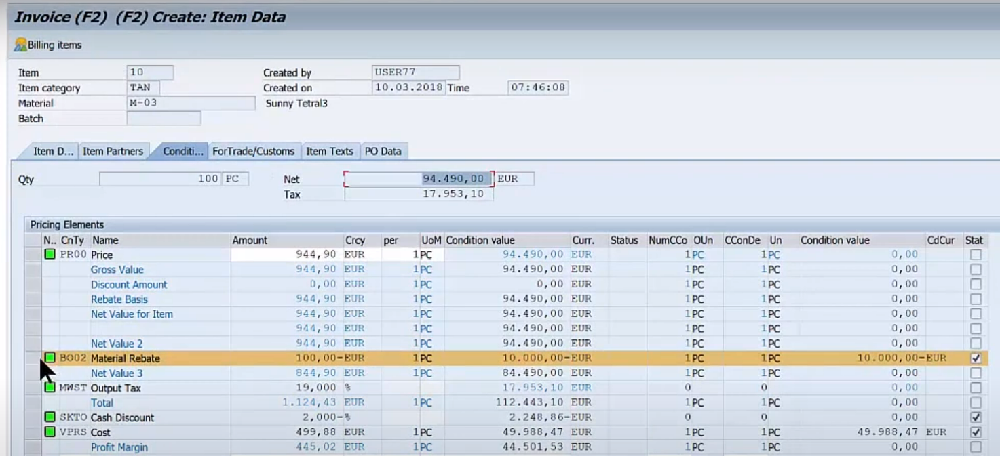 Invoice (F2) (F2) Create: Item Data
Billing items
Item 10 Created by USER77
Item category TAN Created on 10.03.2018 Time 07:46:08
Material M-03 Sunny Tetral3
Batch
Item D... Item Partners Conditi... ForTrade/Customs Item Texts PO Data
Qty 100 PC Net 94.490,00 EUR
Tax 17.953,10
Pricing Elements
N.. CnTy Name Amount Crcy per UoM Condition value Curr. Status NumCCo OUn CConDe Un Condition value CdCur Stat
PR00 Price 944,90 EUR 1 PC 94.490,00 EUR 1 PC 1 PC 0,00
Gross Value 944,90 EUR 1 PC 94.490,00 EUR 1 PC 1 PC 0,00
Discount Amount 0,00 EUR 1 PC 0,00 EUR 1 PC 1 PC 0,00
Rebate Basis 944,90 EUR 1 PC 94.490,00 EUR 1 PC 1 PC 0,00
Net Value for Item 944,90 EUR 1 PC 94.490,00 EUR 1 PC 1 PC 0,00
944,90 EUR 1 PC 94.490,00 EUR 1 PC 1 PC 0,00
Net Value 2 944,90 EUR 1 PC 94.490,00 EUR 1 PC 1 PC 0,00
BO02 Material Rebate 100,00- EUR 1 PC 10.000,00- EUR 1 PC 1 PC 10.000,00- EUR
Net Value 3 844,90 EUR 1 PC 84.490,00 EUR 1 PC 1 PC 0,00
MWST Output Tax 19,000 % 17.953,10 EUR 0 0 0,00
Total 1.124,43 EUR 1 PC 112.443,10 EUR 1 PC 1 PC 0,00
SKTO Cash Discount 2,000- % 2.248,86- EUR 0 0 0,00
VPRS Cost 499,88 EUR 1 PC 49.988,47 EUR 1 PC 1 PC 49.988,47 EUR
Profit Margin 445,02 EUR 1 PC 44.501,53 EUR 1 PC 1 PC 0,00